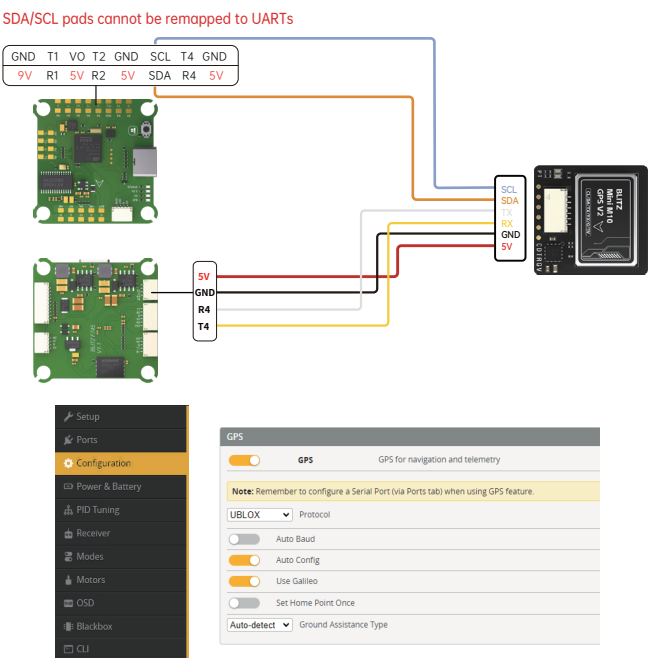 SDA/SCL pads cannot be remapped to UARTs
GND T1 VO T2 GND SCL T4 GND
9V R1 5V R2 5V SDA R4 5V
SCL
SDA
TX
RX
GND
5V
BLITZ
Mini M10
GPS V2
C D T R G V
5V
GND
R4
T4
Setup
Ports
Configuration
Power & Battery
PID Tuning
Receiver
Modes
Motors
OSD
Blackbox
CLI
GPS
GPS GPS for navigation and telemetry
Note: Remember to configure a Serial Port (via Ports tab) when using GPS feature.
UBLOX Protocol
Auto Baud
Auto Config
Use Galileo
Set Home Point Once
Auto-detect Ground Assistance Type